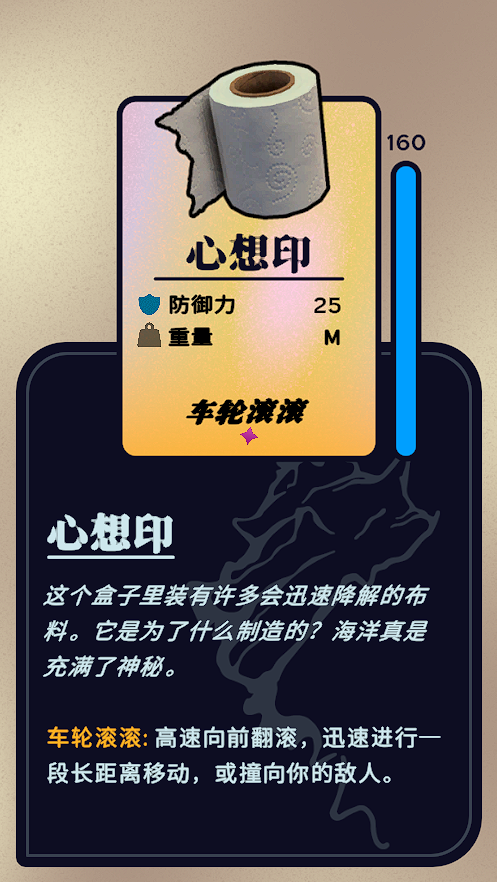 160
心想印
防御力 25
重量 M
车轮滚滚
心想印
这个盒子里装有许多会迅速降解的布
料。它是为了什么制造的？海洋真是
充满了神秘。
车轮滚滚: 高速向前翻滚，迅速进行一
段长距离移动，或撞向你的敌人。